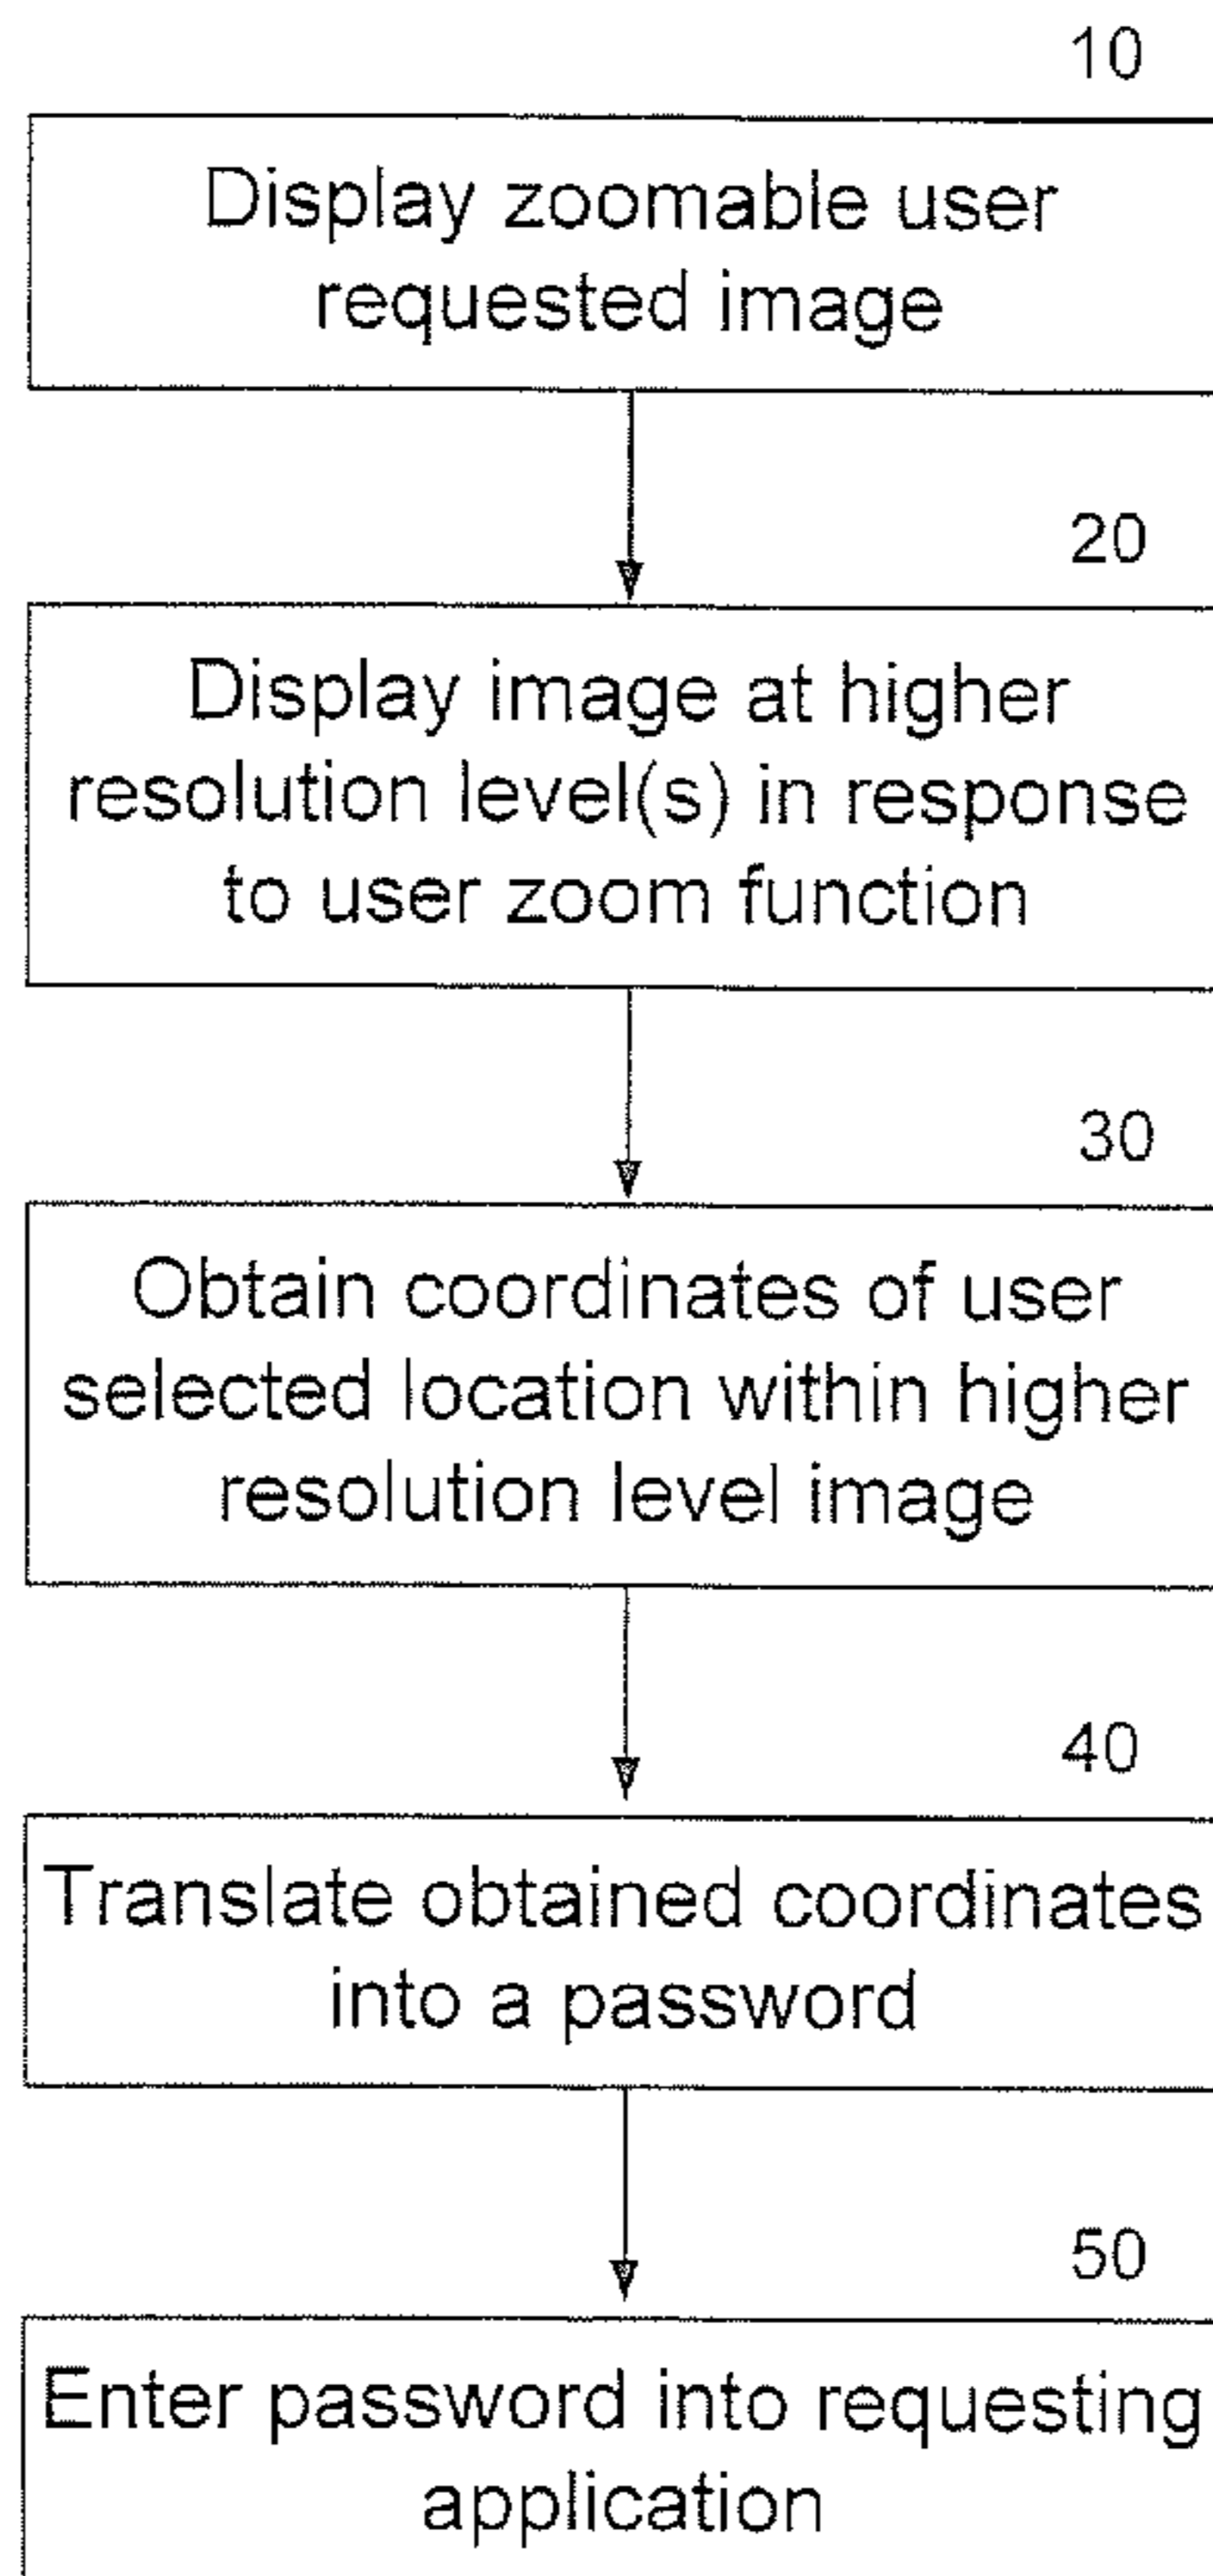 10
Display zoomable user
requested image
20
Display image at higher
resolution level(s) in response
to user zoom function
30
Obtain coordinates of user
selected location within higher
resolution level image
40
Translate obtained coordinates
into a password
50
Enter password into requesting
application